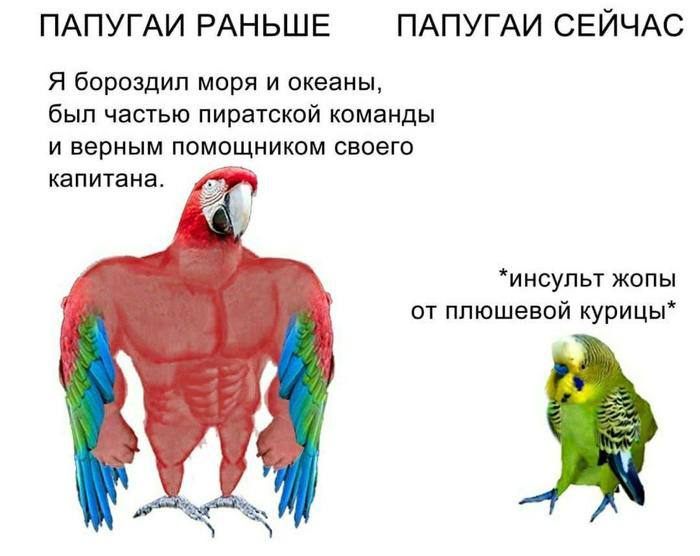 ПАПУГАИ РАНЬШЕ
ПАПУГАИ СЕЙЧАС
Я бороздил моря и океаны,
был частью пиратской команды
и верным помощником своего
капитана.
*инсульт жопы
от плюшевой курицы*